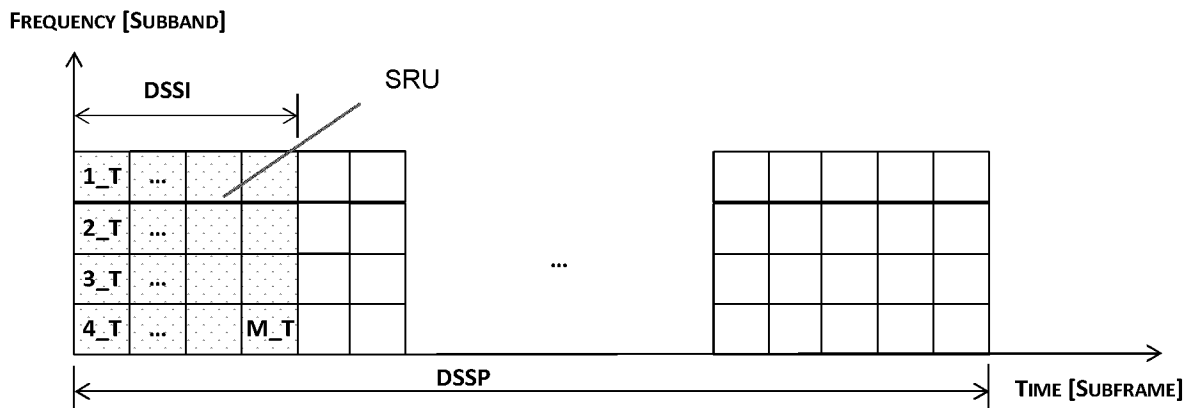 FREQUENCY [SUBBAND]
DSSI
SRU
1_T ...
2_T ...
3_T ...
...
4_T ... M_T
DSSP
TIME [SUBFRAME]